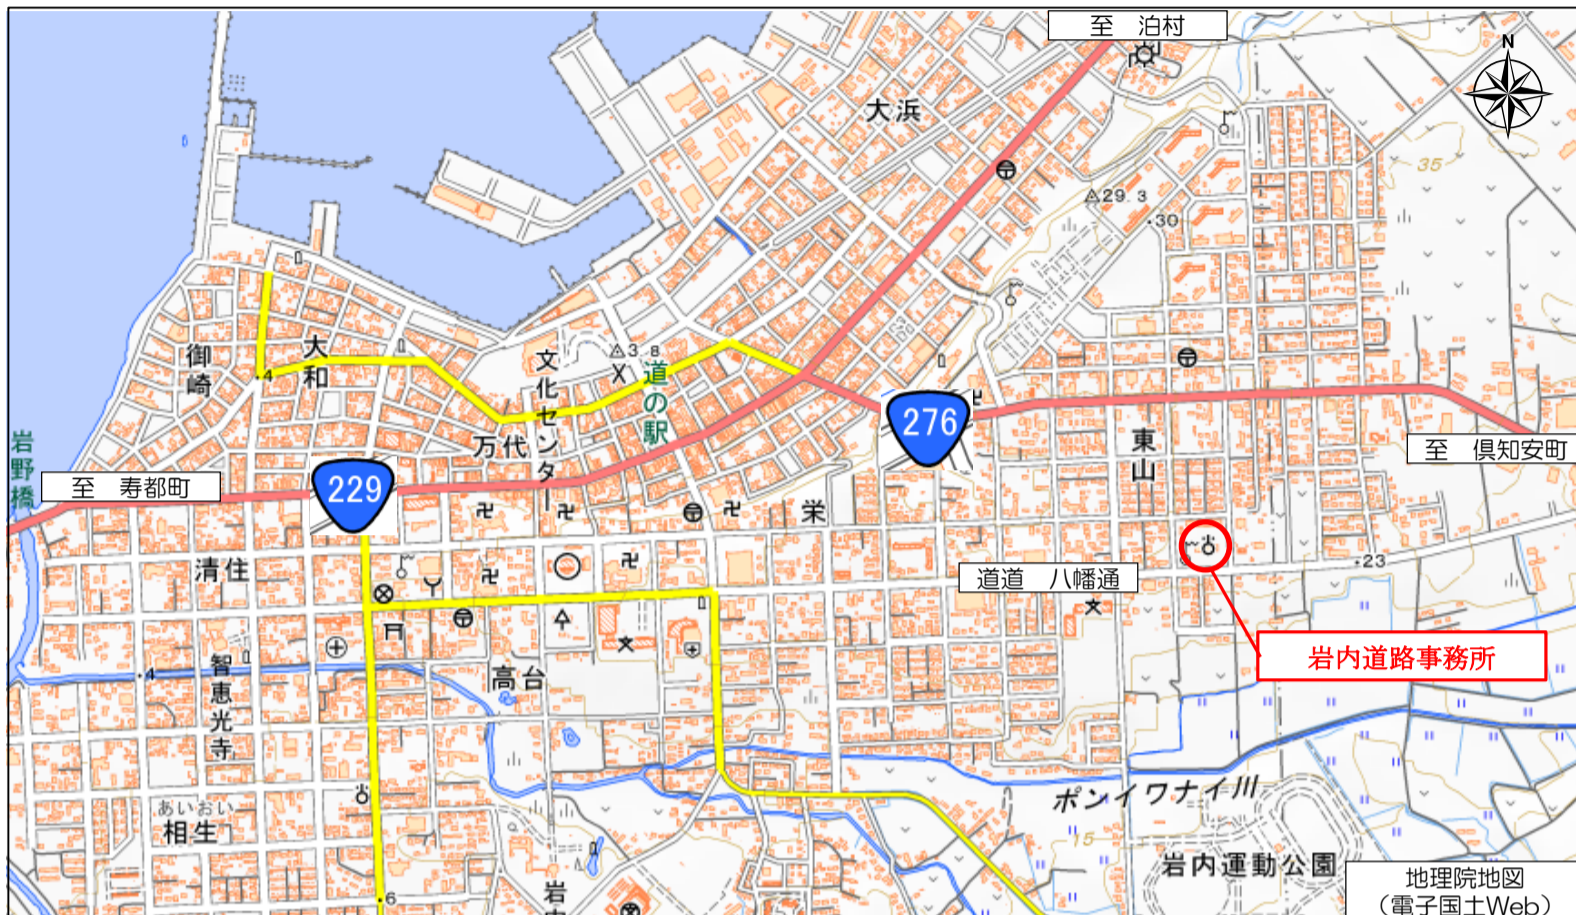 至 泊村
N
大浜
35
29.3
30
御崎
大和
4
文化センター
3.8
道の駅
万代
276
東山
至 倶知安町
岩野橋
至 寿都町
229
栄
清住
道道 八幡通
23
岩内道路事務所
高台
4
智恵光寺
ポンイワナイ川
あいおい
相生
15
岩内運動公園
6
地理院地図
(電子国土Web)